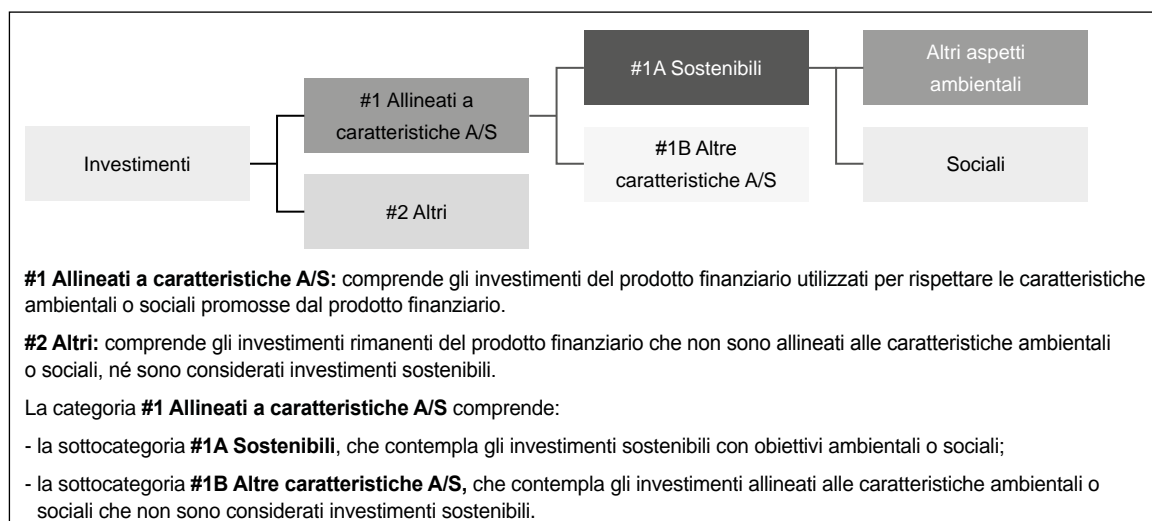 #1A Sostenibili
Altri aspetti
ambientali
#1 Allineati a
caratteristiche A/S
Investimenti
#1B Altre
caratteristiche A/S
Sociali
#2 Altri
#1 Allineati a caratteristiche A/S: comprende gli investimenti del prodotto finanziario utilizzati per rispettare le caratteristiche
ambientali o sociali promosse dal prodotto finanziario.
#2 Altri: comprende gli investimenti rimanenti del prodotto finanziario che non sono allineati alle caratteristiche ambientali
o sociali, né sono considerati investimenti sostenibili.
La categoria #1 Allineati a caratteristiche A/S comprende:
- la sottocategoria #1A Sostenibili, che contempla gli investimenti sostenibili con obiettivi ambientali o sociali;
- la sottocategoria #1B Altre caratteristiche A/S, che contempla gli investimenti allineati alle caratteristiche ambientali o
sociali che non sono considerati investimenti sostenibili.